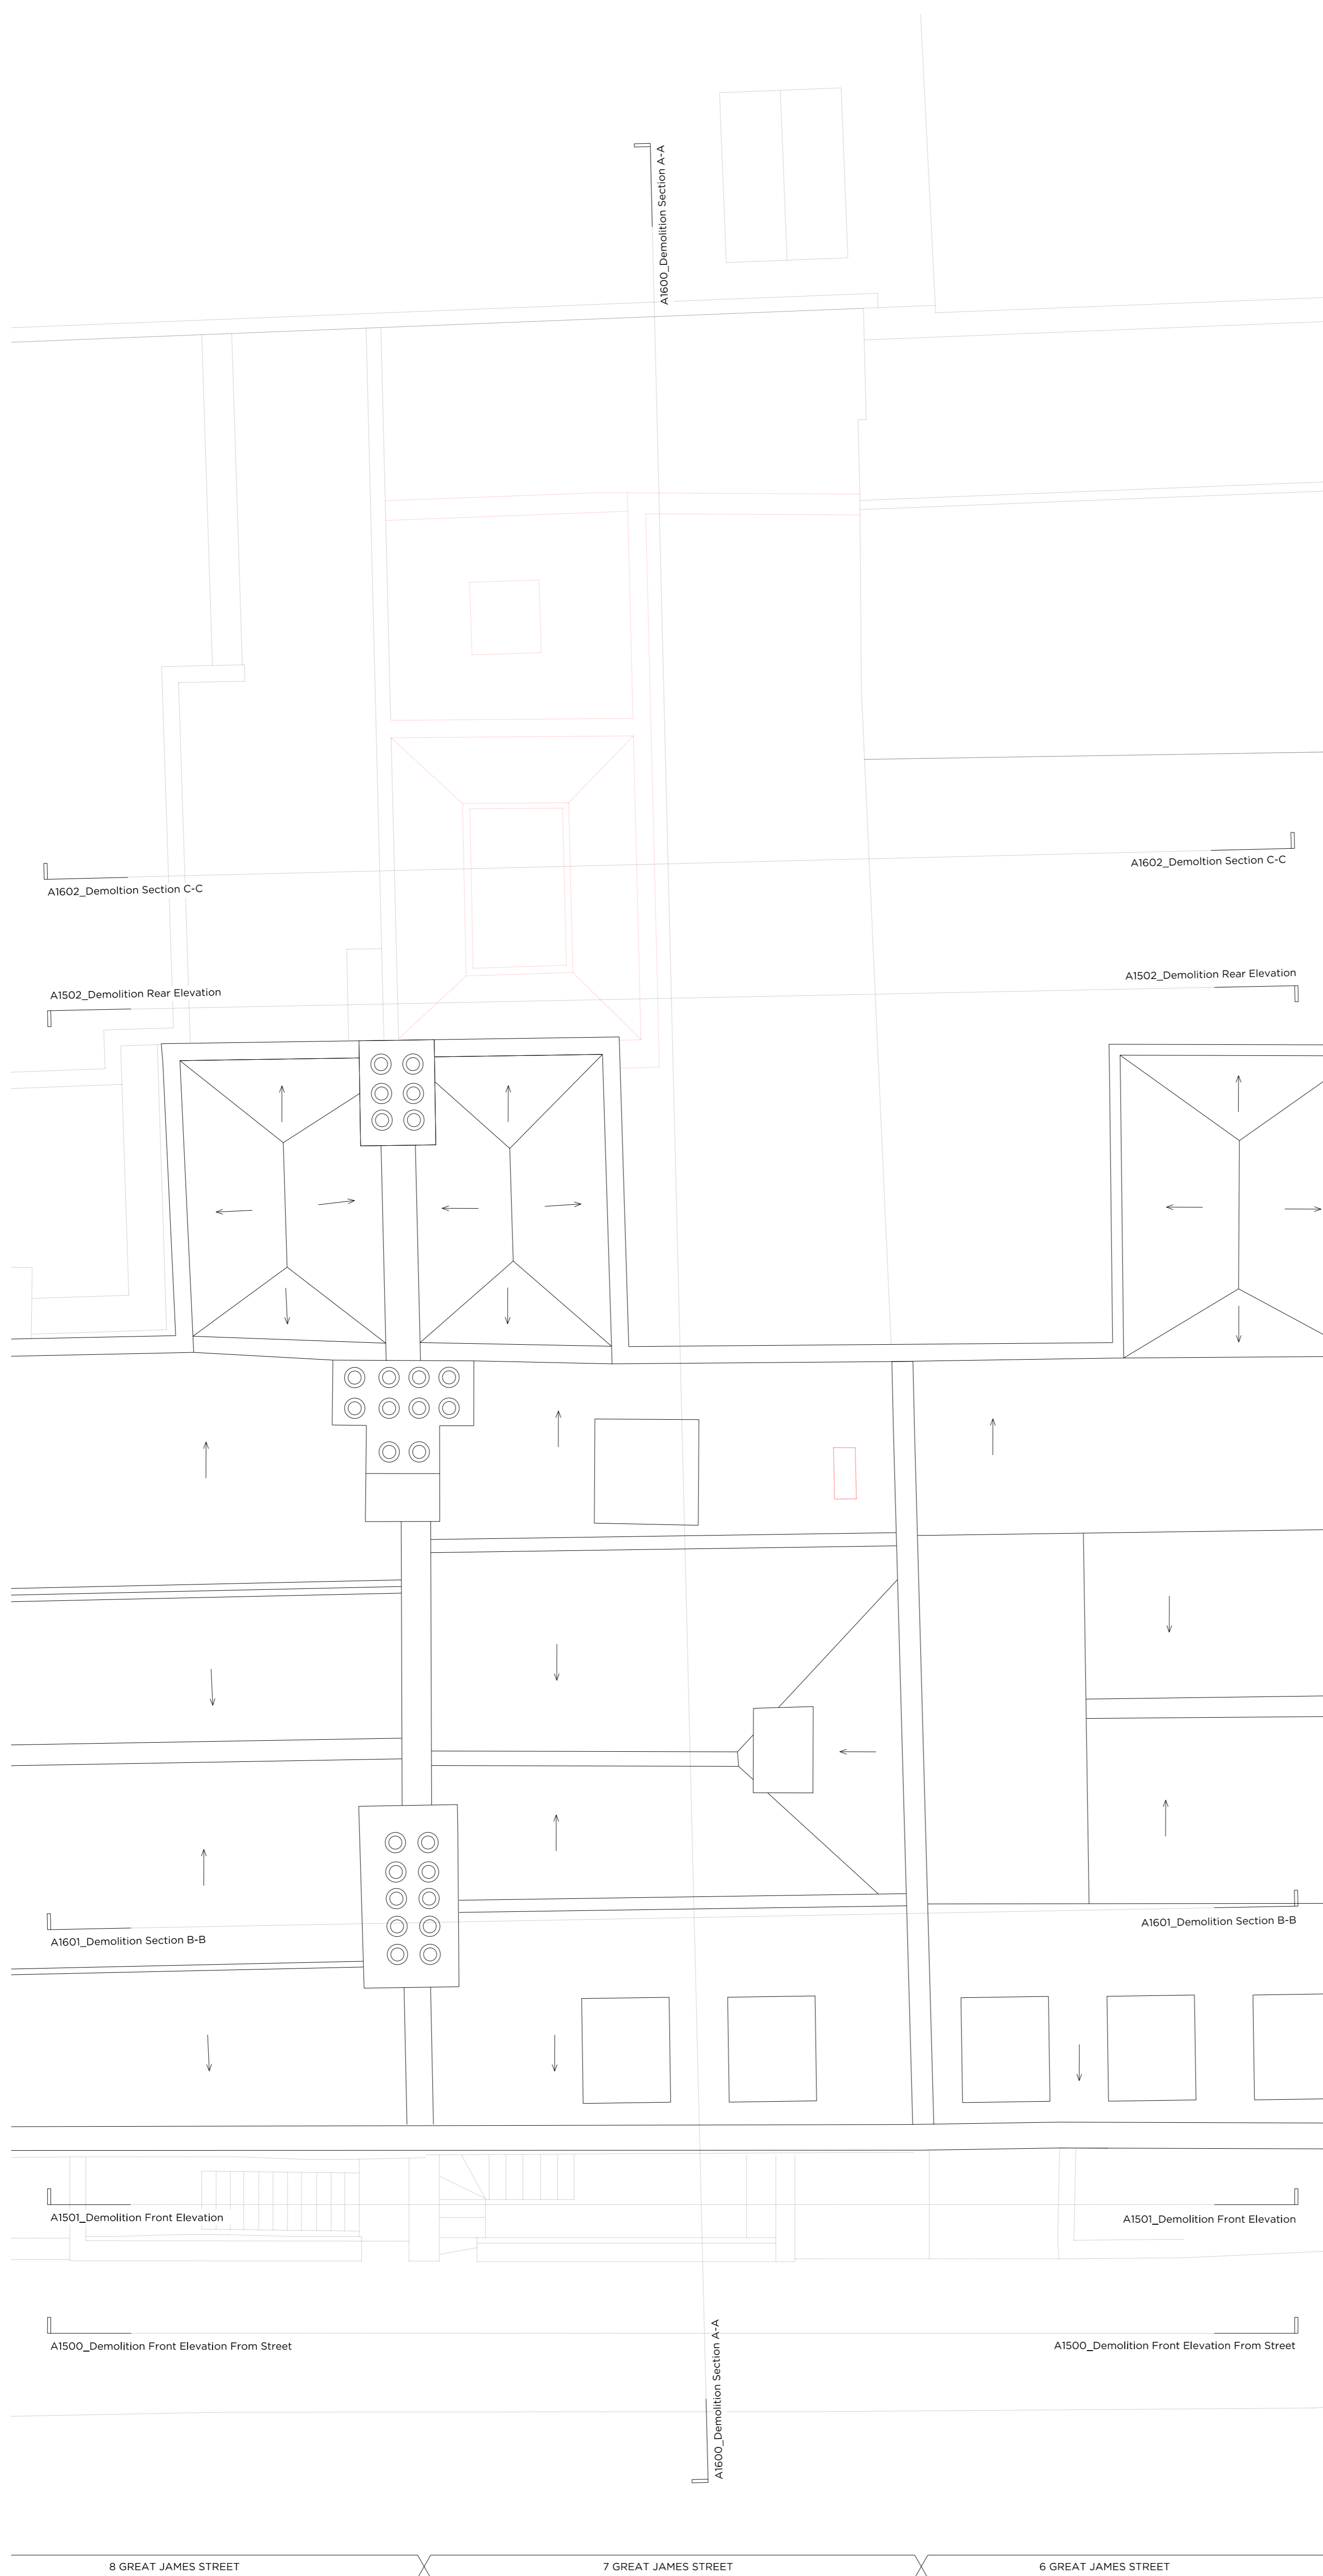 A1600_Demolition Section A-A
A1602_Demoltion Section C-C
A1602_Demoltion Section C-C
A1502_Demolition Rear Elevation
A1502_Demolition Rear Elevation
A1601_Demolition Section B-B
A1601_Demolition Section B-B
A1501_Demolition Front Elevation
A1501_Demolition Front Elevation
A1500_Demolition Front Elevation From Street
A1500_Demolition Front Elevation From Street
A1600_Demolition Section A-A
8 GREAT JAMES STREET
7 GREAT JAMES STREET
6 GREAT JAMES STREET